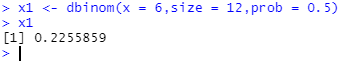 > x1 <- dbinom(x = 6,size = 12,prob = 0.5)
> x1
[1] 0.2255859
>